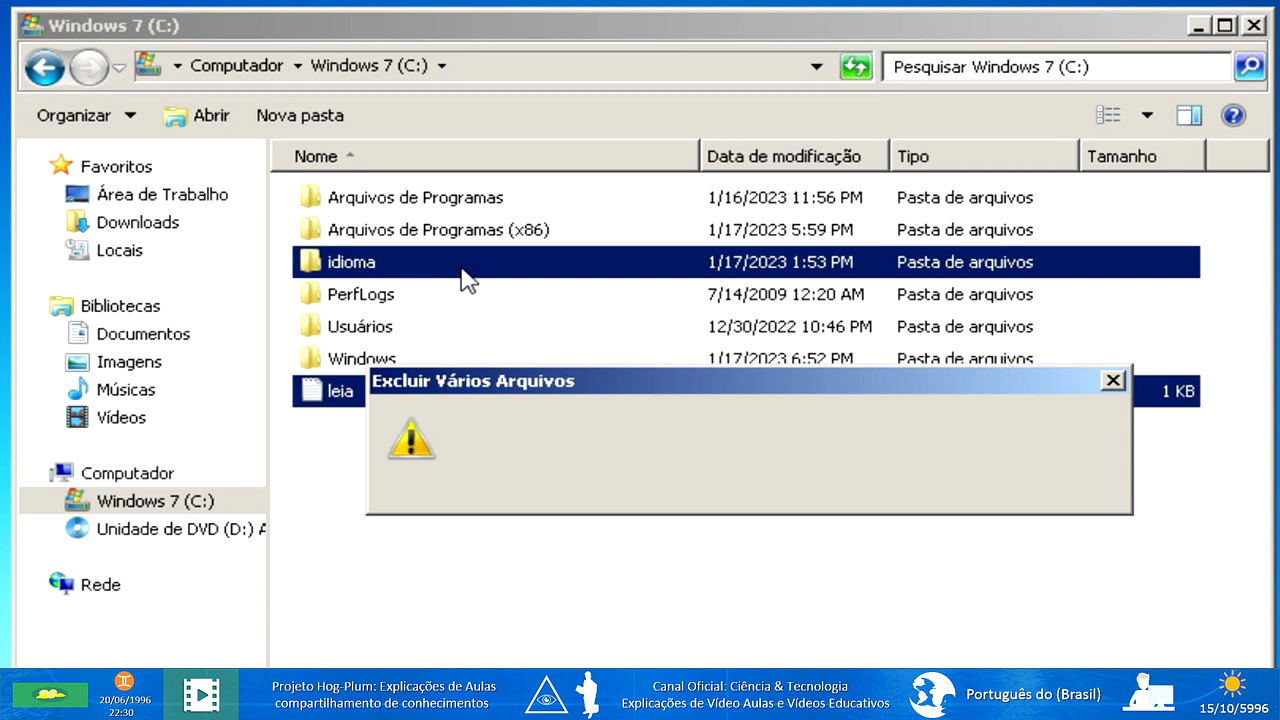 Windows 7 (C:)
Computador Windows 7 (C:)
Pesquisar Windows 7 (C:)
Organizar Abrir Nova pasta
Nome Data de modificação Tipo Tamanho
Favoritos
Área de Trabalho
Downloads
Locais
Bibliotecas
Documentos
Imagens
Músicas
Vídeos
Computador
Windows 7 (C:)
Unidade de DVD (D:) A
Rede
Arquivos de Programas 1/16/2023 11:56 PM Pasta de arquivos
Arquivos de Programas (x86) 1/17/2023 5:59 PM Pasta de arquivos
idioma 1/17/2023 1:53 PM Pasta de arquivos
PerfLogs 7/14/2009 12:20 AM Pasta de arquivos
Usuários 12/30/2022 10:46 PM Pasta de arquivos
Windows 1/17/2023 6:52 PM Pasta de arquivos
leia 1 KB
Excluir Vários Arquivos
20/06/1996
22:30
Projeto Hog-Plum: Explicações de Aulas
compartilhamento de conhecimentos
Canal Oficial: Ciência & Tecnologia
Explicações de Vídeo Aulas e Vídeos Educativos
Português do (Brasil)
15/10/5996